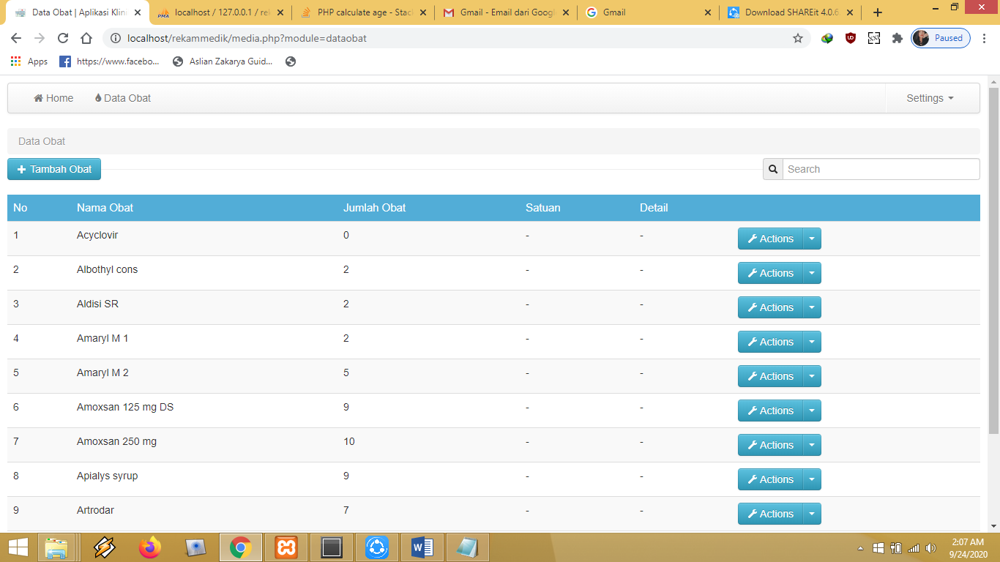 Data Obat | Aplikasi Klin
localhost / 127.0.0.1 / re
PHP calculate age - Stac
Gmail - Email dari Googl
Gmail
Download SHAREit 4.0.6.
localhost/rekammedik/media.php?module=dataobat
Paused
Apps
https://www.facebo...
Aslian Zakarya Guid...
Home
Data Obat
Settings
Data Obat
Tambah Obat
Search
No Nama Obat Jumlah Obat Satuan Detail
1 Acyclovir 0 - - Actions
2 Albothyl cons 2 - - Actions
3 Aldisi SR 2 - - Actions
4 Amaryl M 1 2 - - Actions
5 Amaryl M 2 5 - - Actions
6 Amoxsan 125 mg DS 9 - - Actions
7 Amoxsan 250 mg 10 - - Actions
8 Apialys syrup 9 - - Actions
9 Artrodar 7 - - Actions
2:07 AM
9/24/2020